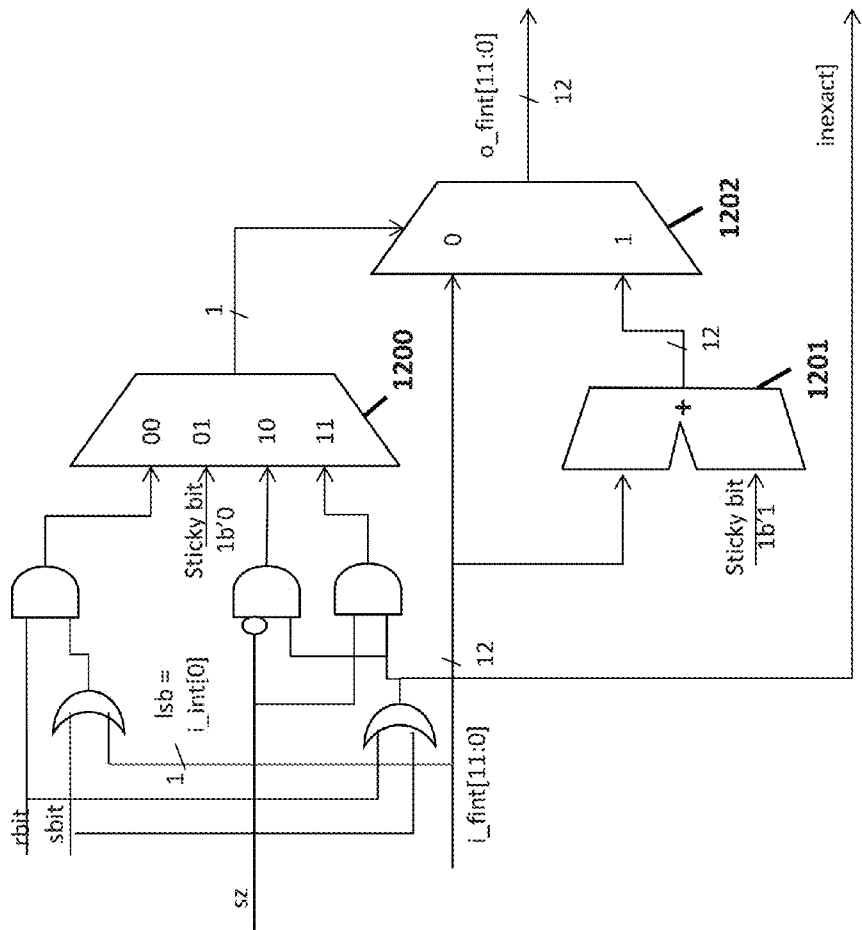 rbit
sbit
sz
1
lsb =
i_int[0]
i_fint[11:0]
12
00
01
10
11
Sticky bit
1b'0
1200
1
0
1
1202
o_fint[11:0]
12
Sticky bit
1b'1
+
1201
12
inexact]